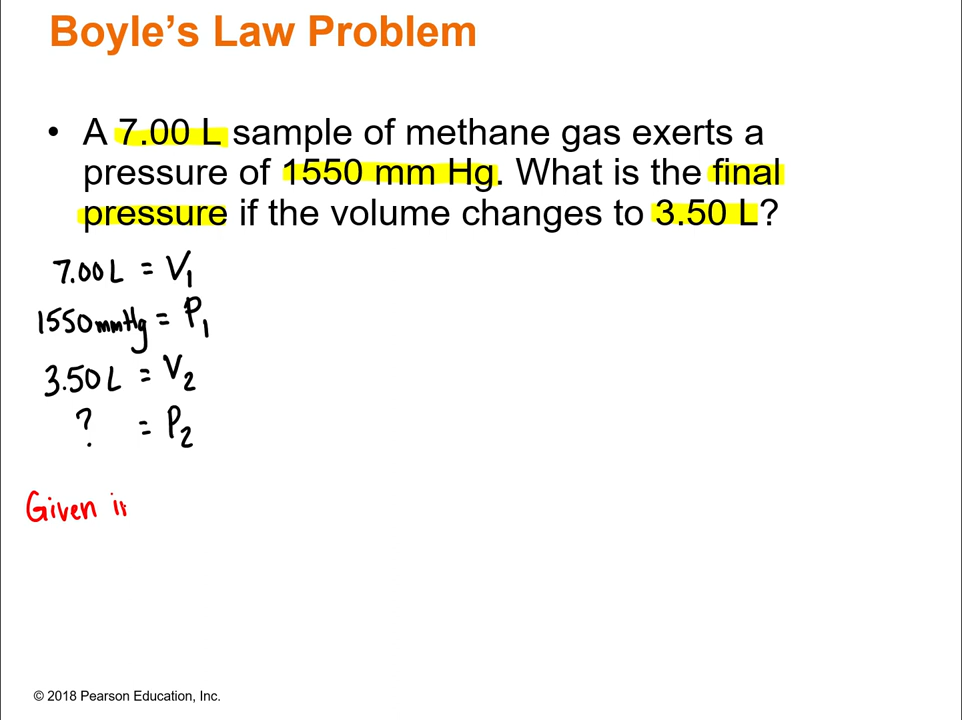 Boyle's Law Problem
• A 7.00 L sample of methane gas exerts a
pressure of 1550 mm Hg. What is the final
pressure if the volume changes to 3.50 L?
7.00 L = V₁
1550 mmHg = P₁
3.50 L = V₂
? = P₂
Given
© 2018 Pearson Education, Inc.